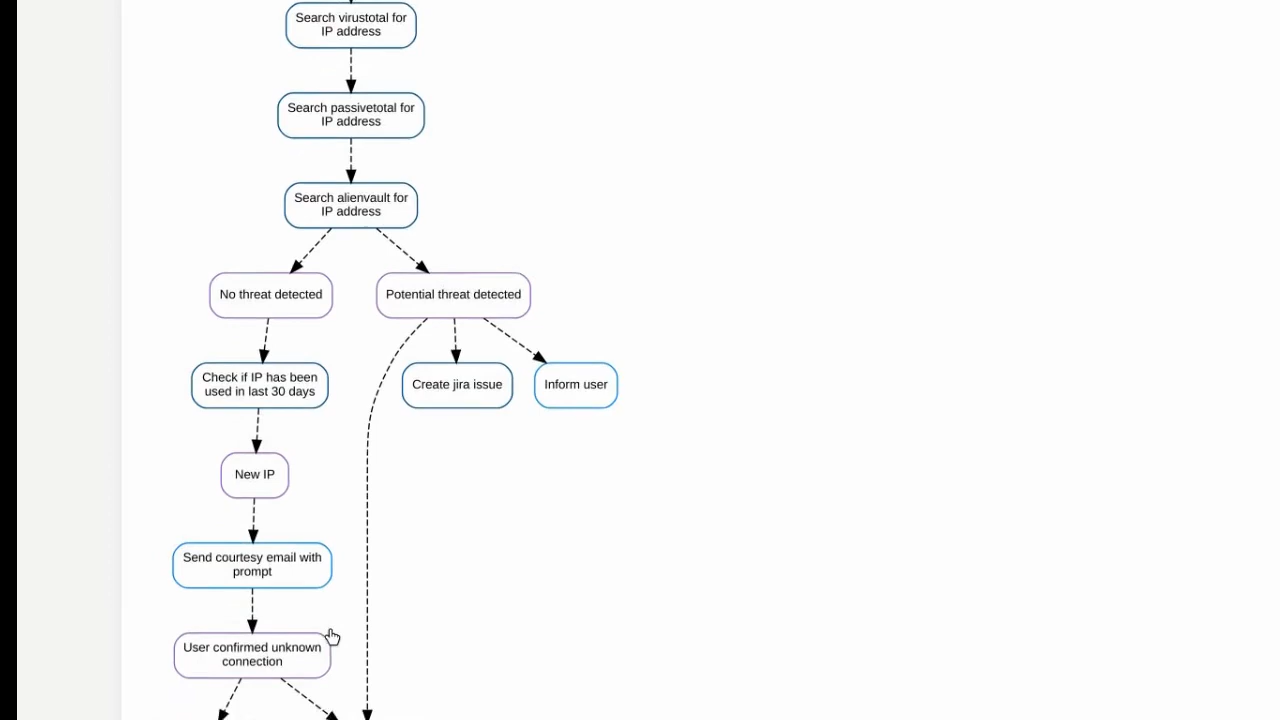 Search virustotal for
IP address
Search passivetotal for
IP address
Search alienvault for
IP address
No threat detected
Potential threat detected
Check if IP has been
used in last 30 days
Create jira issue
Inform user
New IP
Send courtesy email with
prompt
User confirmed unknown
connection